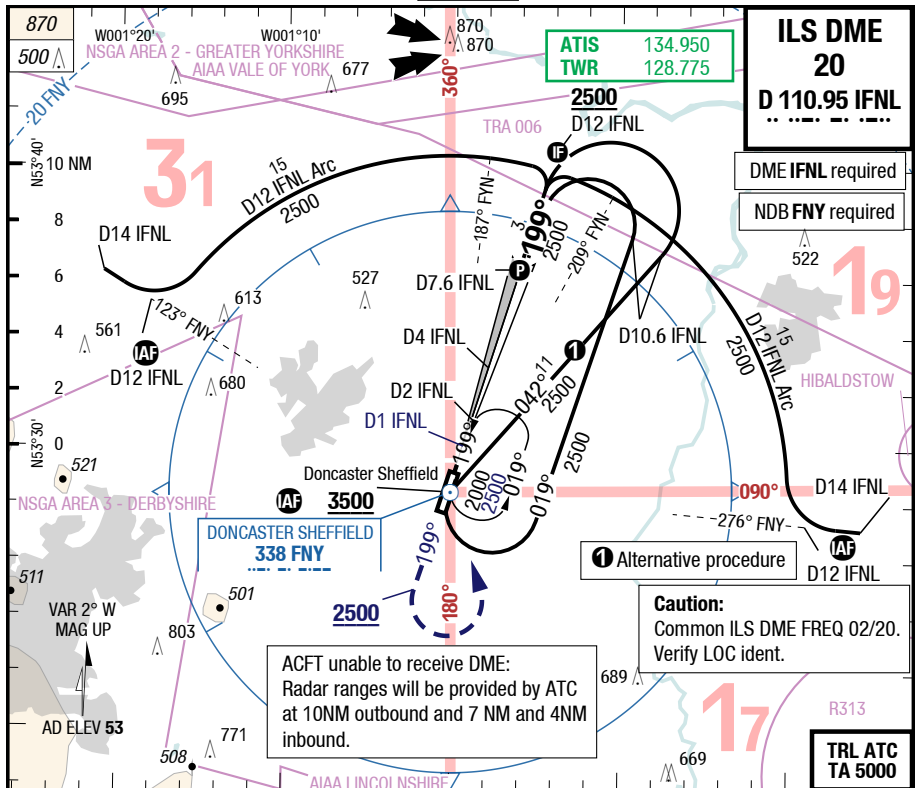 870
500
W001°20'
W001°10'
870
870
ATIS 134.950
TWR 128.775
ILS DME
20
D 110.95 IFNL
NSGA AREA 2 - GREATER YORKSHIRE
AIAA VALE OF YORK
677
695
20 FNY
360°
2500
D12 IFNL
TRA 006
IF
N53°40'
10 NM
31
15
D12 IFNL Arc
2500
187° FYN
3
199°
2500
209° FYN
DME IFNL required
NDB FNY required
522
19
8
D14 IFNL
6
D7.6 IFNL
P
527
613
123° FNY
561
4
IAF
D12 IFNL
D4 IFNL
1
D10.6 IFNL
15
D12 IFNL Arc
2500
HIBALDSTOW
680
2
D2 IFNL
042°
11
2500
D1 IFNL
N53°30'
0
199°
019°
2000
2500
019°
2500
521
Doncaster Sheffield
NSGA AREA 3 - DERBYSHIRE
IAF
3500
090°
D14 IFNL
DONCASTER SHEFFIELD
338 FNY
276° FNY
IAF
D12 IFNL
199°
1 Alternative procedure
511
501
2500
180°
VAR 2° W
MAG UP
803
Caution:
Common ILS DME FREQ 02/20.
Verify LOC ident.
ACFT unable to receive DME:
Radar ranges will be provided by ATC
at 10NM outbound and 7 NM and 4NM
inbound.
689
17
R313
AD ELEV 53
771
508
669
AIAA LINCOLNSHIRE
TRL ATC
TA 5000